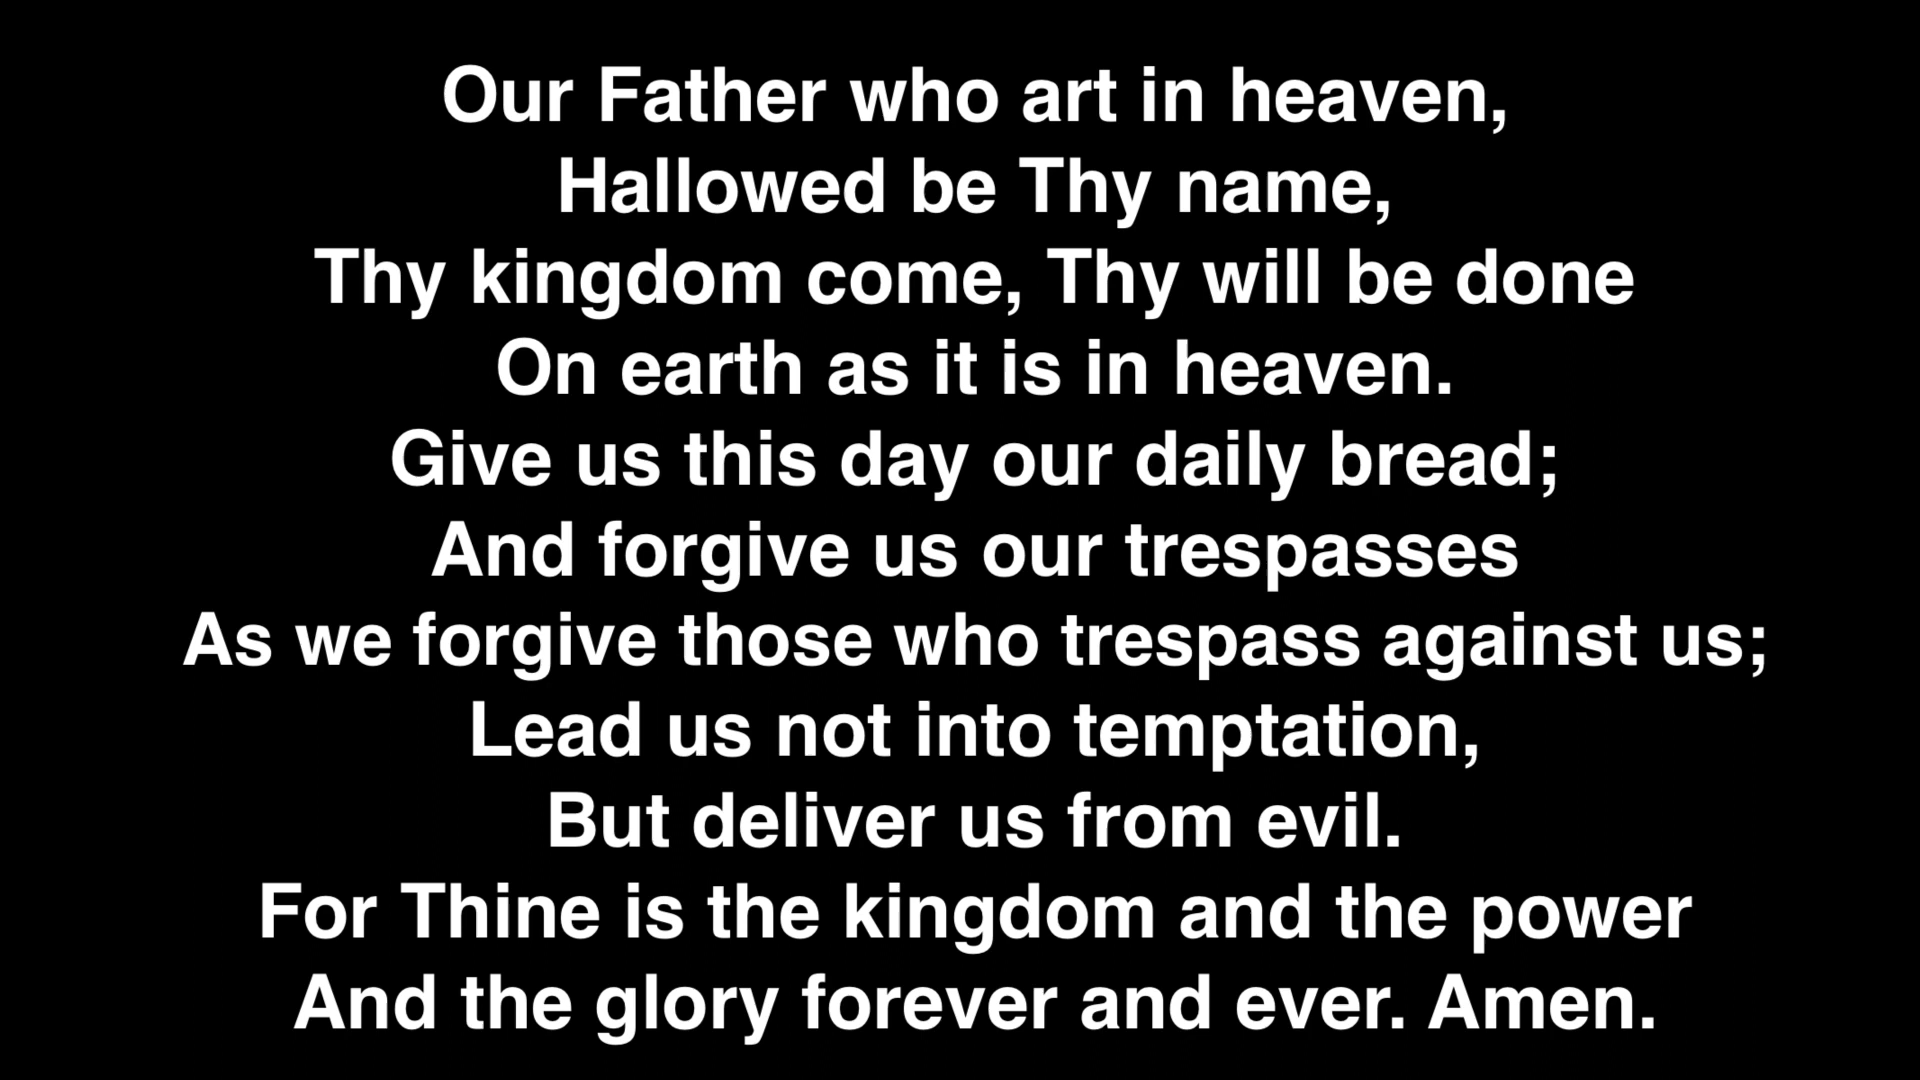 Our Father who art in heaven,
Hallowed be Thy name,
Thy kingdom come, Thy will be done
On earth as it is in heaven.
Give us this day our daily bread;
And forgive us our trespasses
As we forgive those who trespass against us;
Lead us not into temptation,
But deliver us from evil.
For Thine is the kingdom and the power
And the glory forever and ever. Amen.